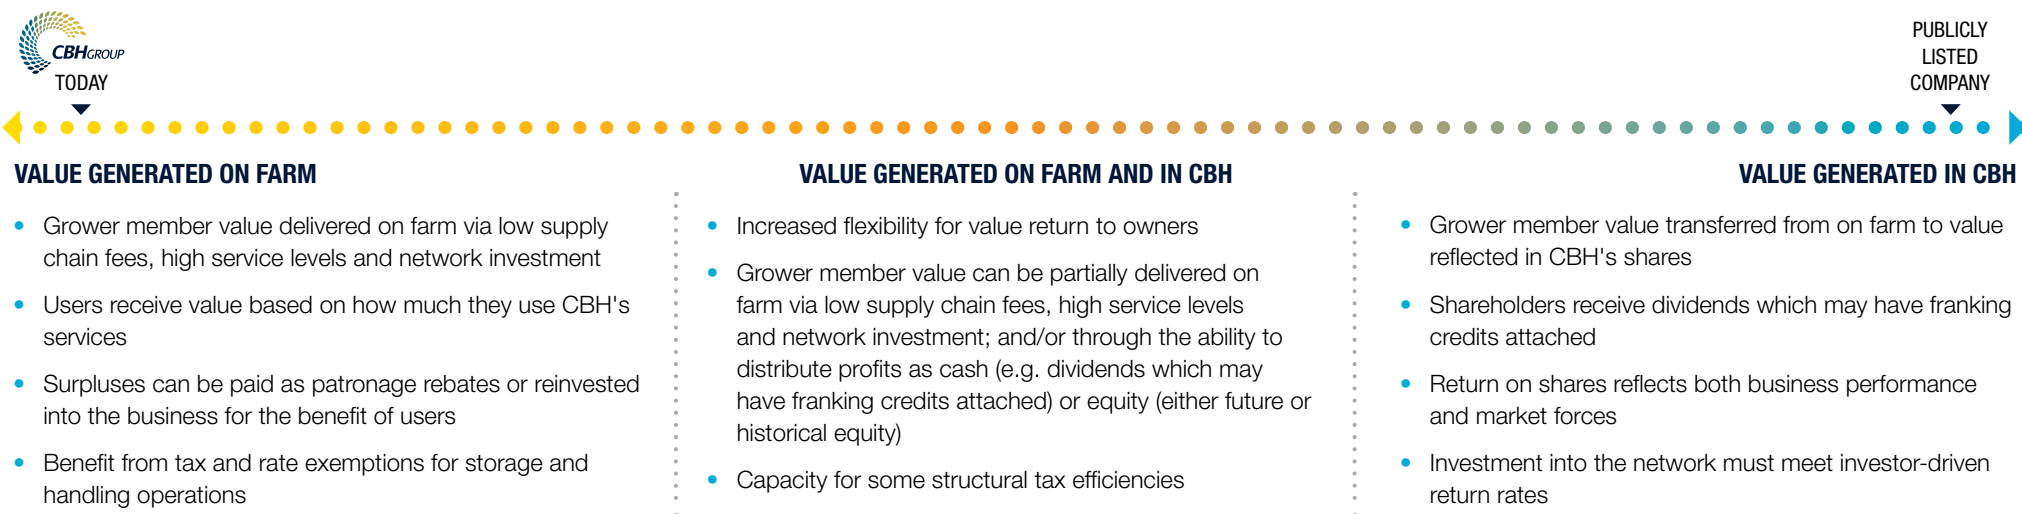 CBHGROUP
TODAY
PUBLICLY
LISTED
COMPANY
VALUE GENERATED ON FARM
• Grower member value delivered on farm via low supply
chain fees, high service levels and network investment
• Users receive value based on how much they use CBH's
services
• Surpluses can be paid as patronage rebates or reinvested
into the business for the benefit of users
• Benefit from tax and rate exemptions for storage and
handling operations
VALUE GENERATED ON FARM AND IN CBH
• Increased flexibility for value return to owners
• Grower member value can be partially delivered on
farm via low supply chain fees, high service levels
and network investment; and/or through the ability to
distribute profits as cash (e.g. dividends which may
have franking credits attached) or equity (either future or
historical equity)
• Capacity for some structural tax efficiencies
VALUE GENERATED IN CBH
• Grower member value transferred from on farm to value
reflected in CBH's shares
• Shareholders receive dividends which may have franking
credits attached
• Return on shares reflects both business performance
and market forces
• Investment into the network must meet investor-driven
return rates